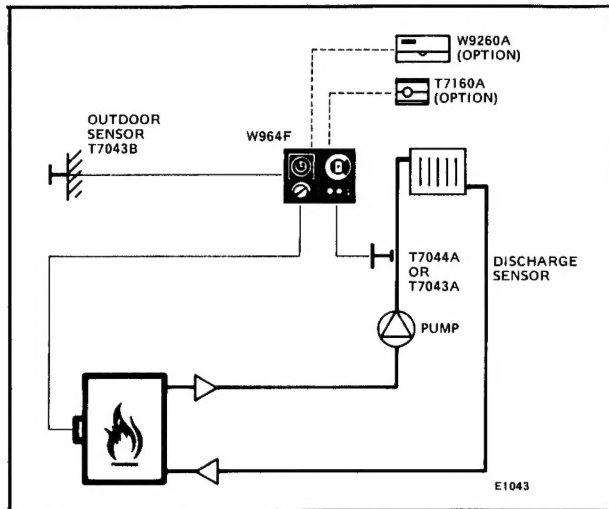 W9260A
(OPTION)
T7160A
(OPTION)
OUTDOOR
SENSOR
T7043B
W964F
T7044A
OR
T7043A
DISCHARGE
SENSOR
PUMP
E1043